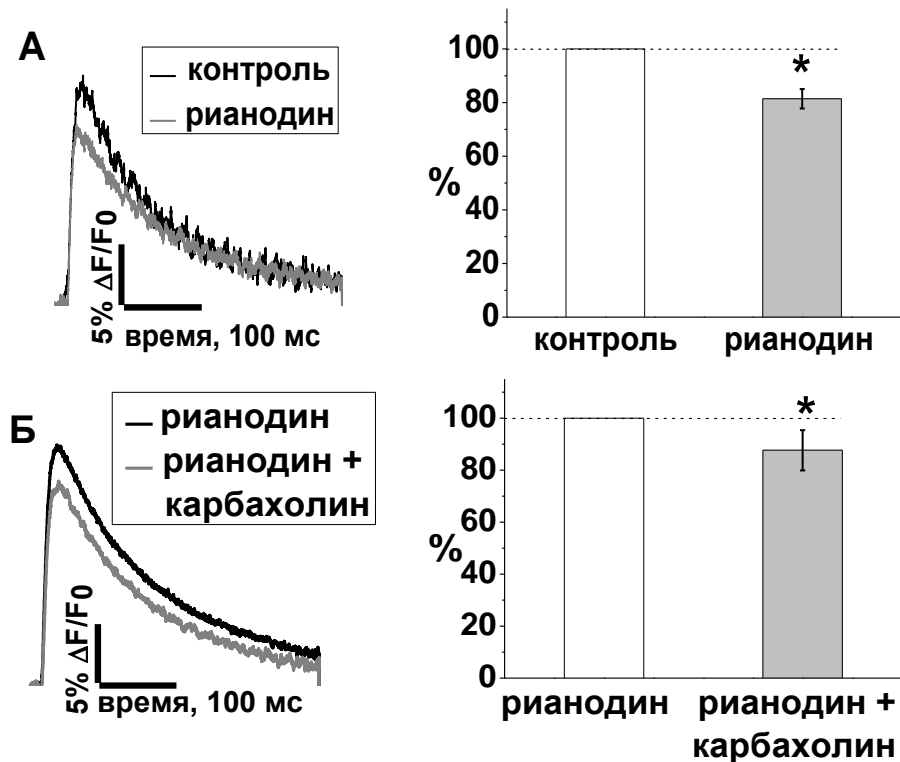 А
контроль
рианодин
5% ΔF/F0
время, 100 мс
100
80
60
40
20
0
%
*
контроль
рианодин
Б
рианодин
рианодин +
карбахолин
5% ΔF/F0
время, 100 мс
100
80
60
40
20
0
%
*
рианодин
рианодин +
карбахолин